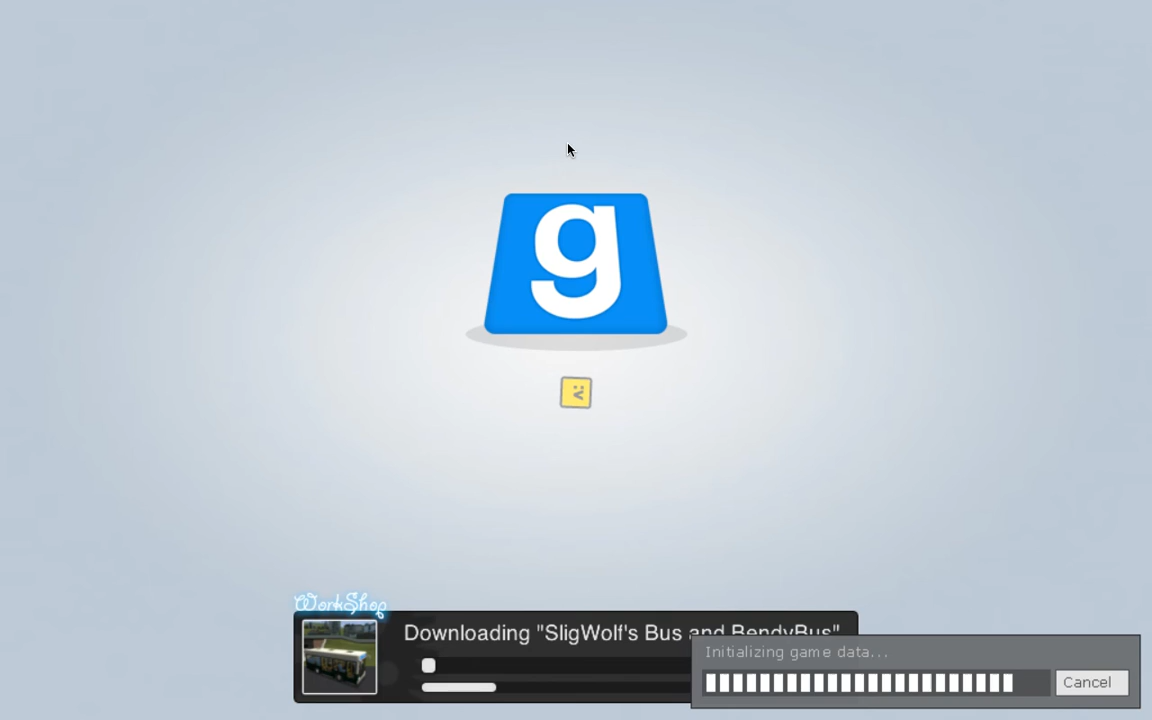 g
WorkShop
Downloading "SligWolf's Bus and BendyBus"
Initializing game data...
Cancel